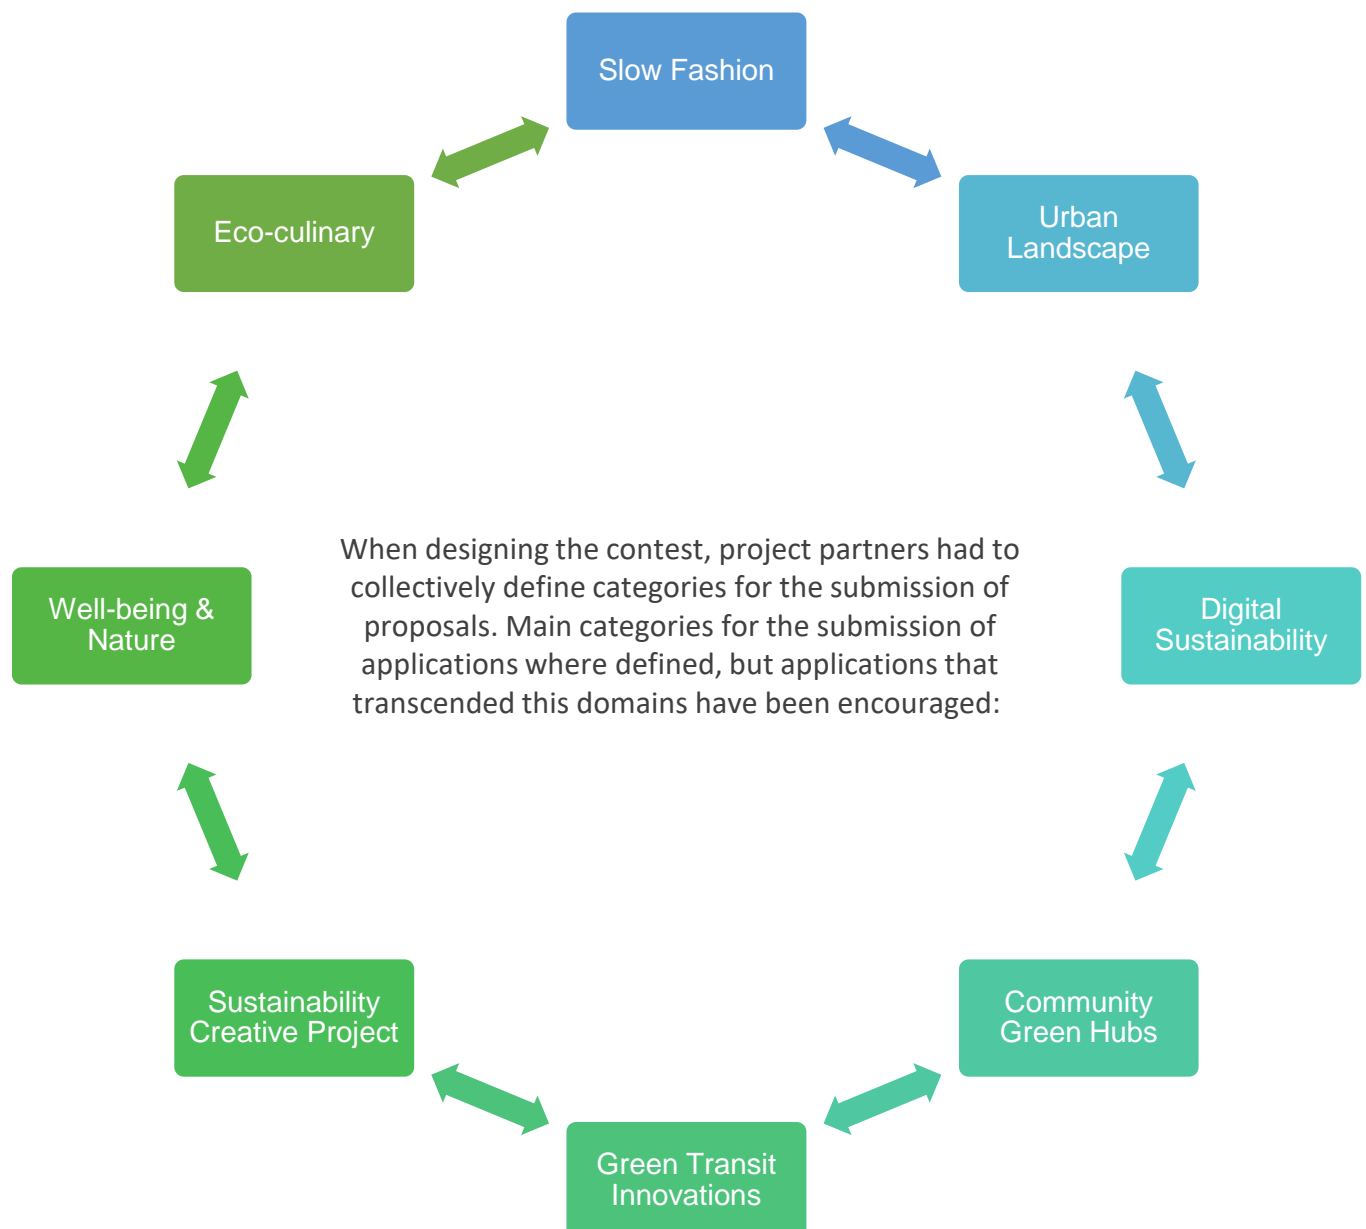 Slow Fashion
Urban
Landscape
Digital
Sustainability
Community
Green Hubs
Green Transit
Innovations
Sustainability
Creative Project
Well-being &
Nature
Eco-culinary
When designing the contest, project partners had to
collectively define categories for the submission of
proposals. Main categories for the submission of
applications where defined, but applications that
transcended this domains have been encouraged: